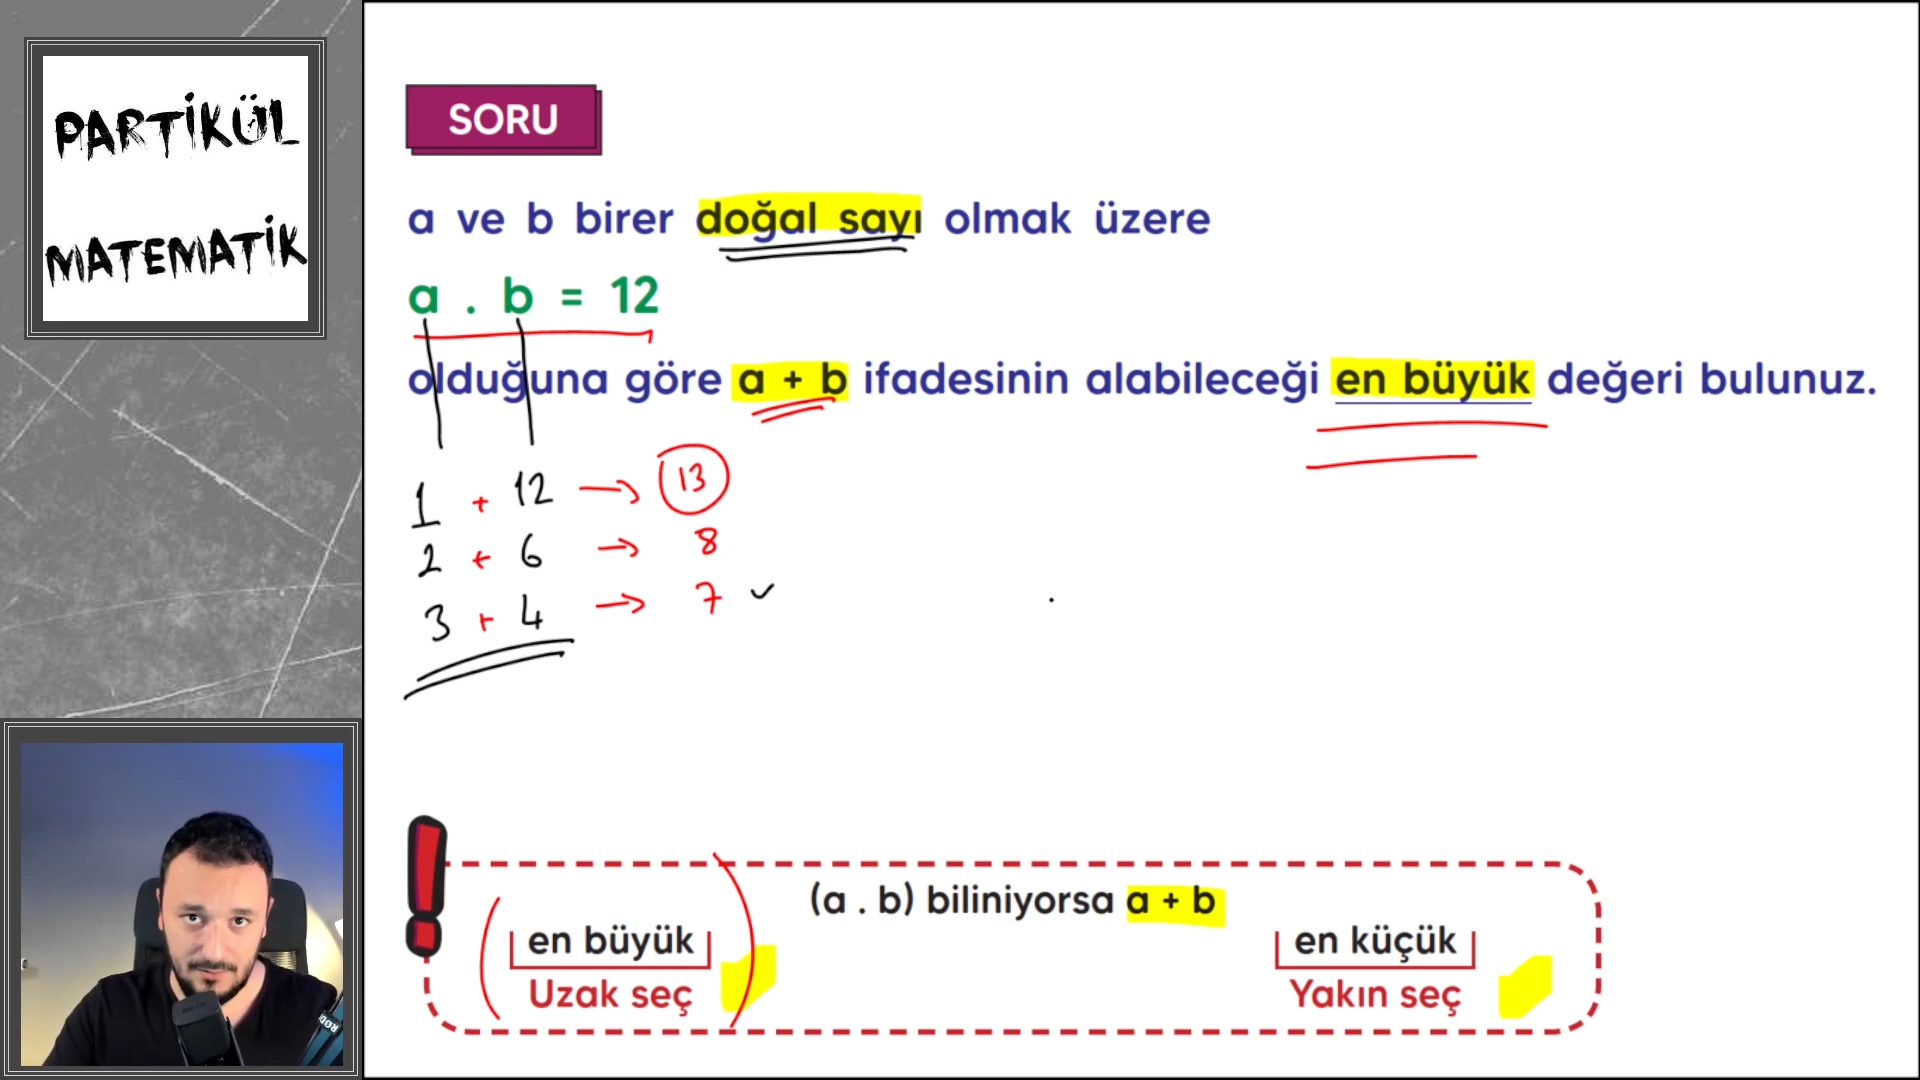 PARTİKÜL
MATEMATİK
SORU
a ve b birer doğal sayı olmak üzere
a . b = 12
olduğuna göre a + b ifadesinin alabileceği en büyük değeri bulunuz.
1 + 12 → 13
2 + 6 → 8
3 + 4 → 7 ✓
(a . b) biliniyorsa a + b
en büyük
Uzak seç
en küçük
Yakın seç
RØDE